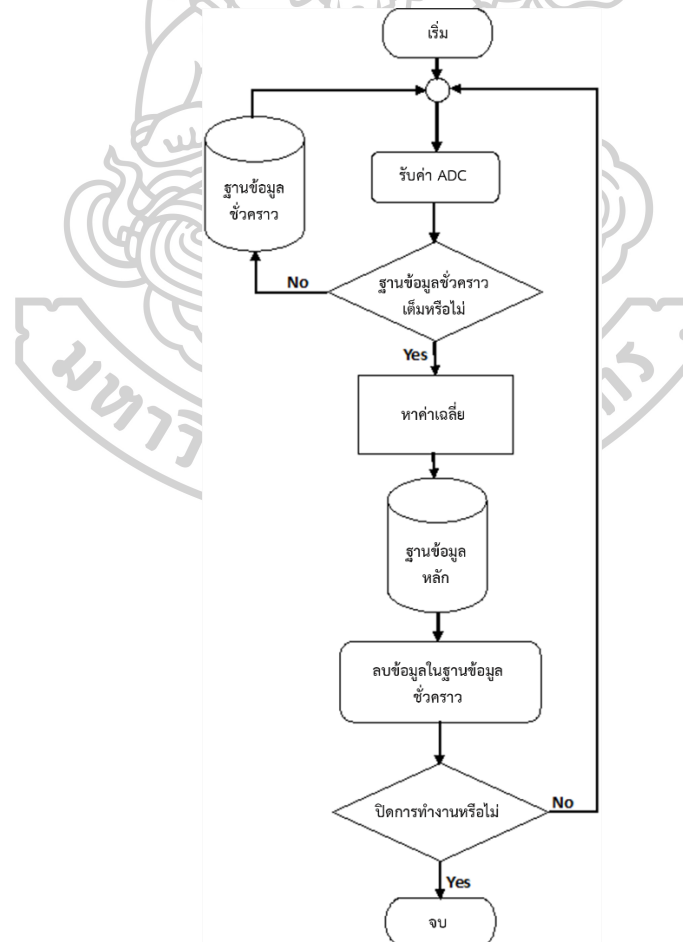 เริ่ม
รับค่า ADC
ฐานข้อมูล
ชั่วคราว
No
ฐานข้อมูลชั่วคราว
เต็มหรือไม่
Yes
หาค่าเฉลี่ย
ฐานข้อมูล
หลัก
ลบข้อมูลในฐานข้อมูล
ชั่วคราว
ปิดการทำงานหรือไม่
No
Yes
จบ